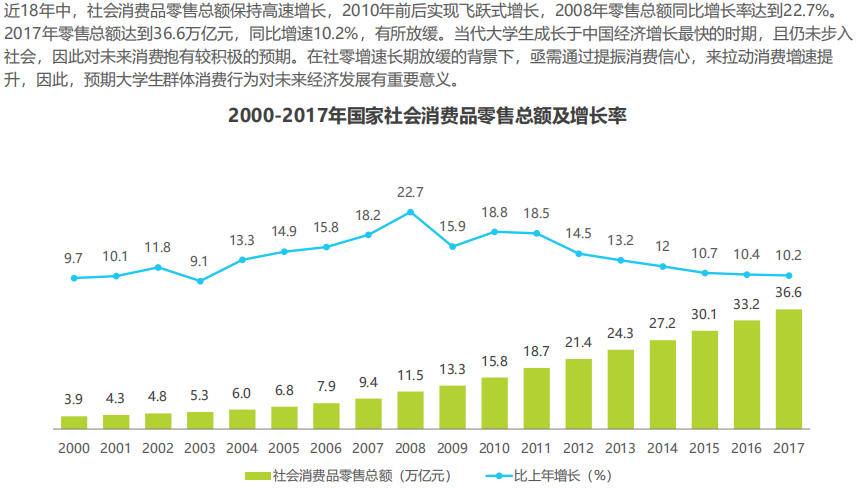 近18年中，社会消费品零售总额保持高速增长，2010年前后实现飞跃式增长，2008年零售总额同比增长率达到22.7%。
2017年零售总额达到36.6万亿元，同比增速10.2%，有所放缓。当代大学生成长于中国经济增长最快的时期，且仍未步入
社会，因此对未来消费抱有较积极的预期。在社零增速长期放缓的背景下，亟需通过提振消费信心，来拉动消费增速提
升，因此，预期大学生群体消费行为对未来经济发展有重要意义。
2000-2017年国家社会消费品零售总额及增长率
9.7 10.1 11.8 9.1 13.3 14.9 15.8 18.2 22.7 15.9 18.8 18.5 14.5 13.2 12 10.7 10.4 10.2
3.9 4.3 4.8 5.3 6.0 6.8 7.9 9.4 11.5 13.3 15.8 18.7 21.4 24.3 27.2 30.1 33.2 36.6
2000 2001 2002 2003 2004 2005 2006 2007 2008 2009 2010 2011 2012 2013 2014 2015 2016 2017
社会消费品零售总额（万亿元） 比上年增长（%）